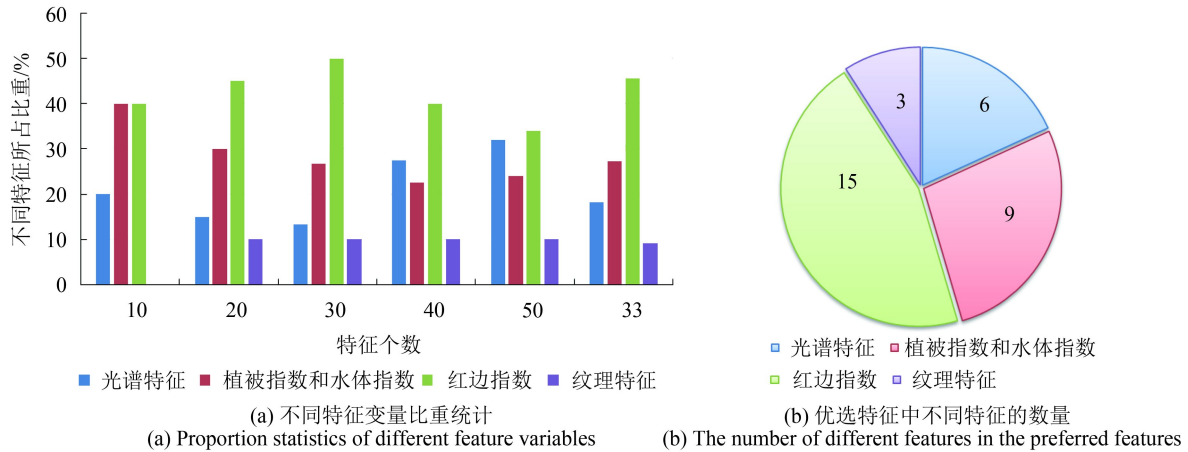 不同特征所占比重/%
60
50
40
30
20
10
0
10 20 30 40 50 33
特征个数
光谱特征 植被指数和水体指数 红边指数 纹理特征
(a) 不同特征变量比重统计
(a) Proportion statistics of different feature variables
3 6
15 9
光谱特征 植被指数和水体指数
红边指数 纹理特征
(b) 优选特征中不同特征的数量
(b) The number of different features in the preferred features